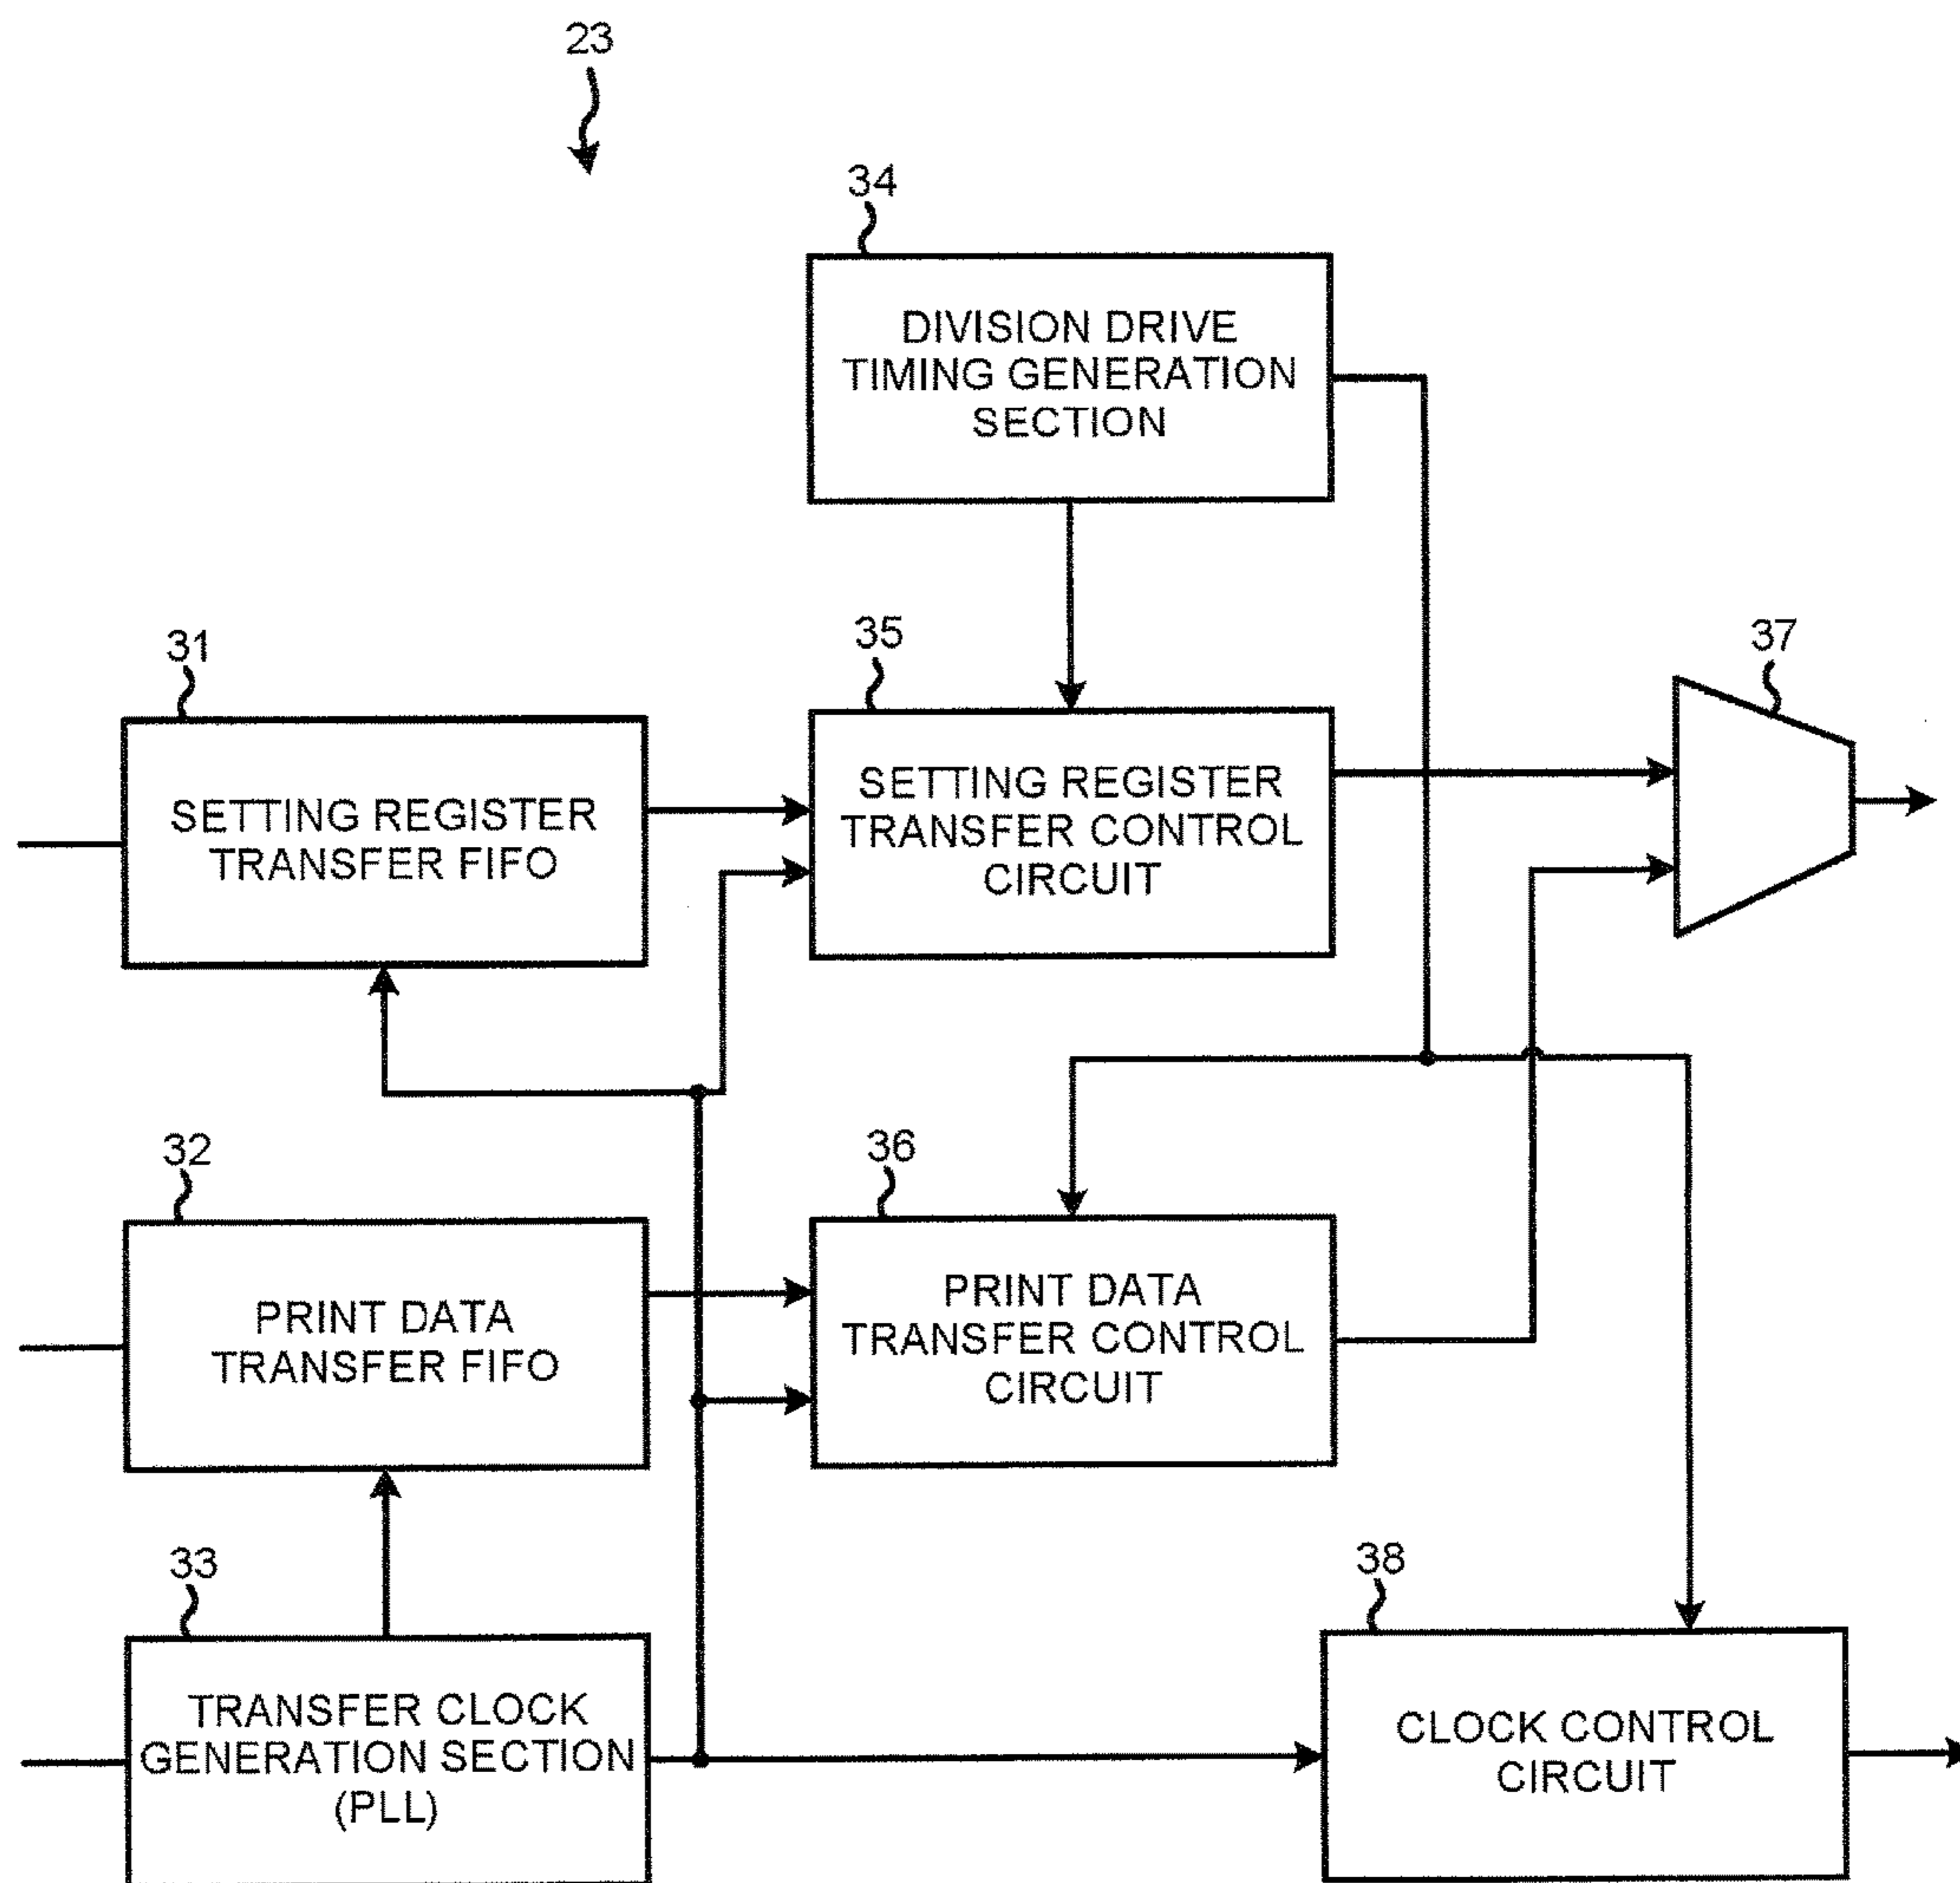 23
34
DIVISION DRIVE
TIMING GENERATION
SECTION
31
SETTING REGISTER
TRANSFER FIFO
35
SETTING REGISTER
TRANSFER CONTROL
CIRCUIT
37
32
PRINT DATA
TRANSFER FIFO
36
PRINT DATA
TRANSFER CONTROL
CIRCUIT
33
TRANSFER CLOCK
GENERATION SECTION
(PLL)
38
CLOCK CONTROL
CIRCUIT